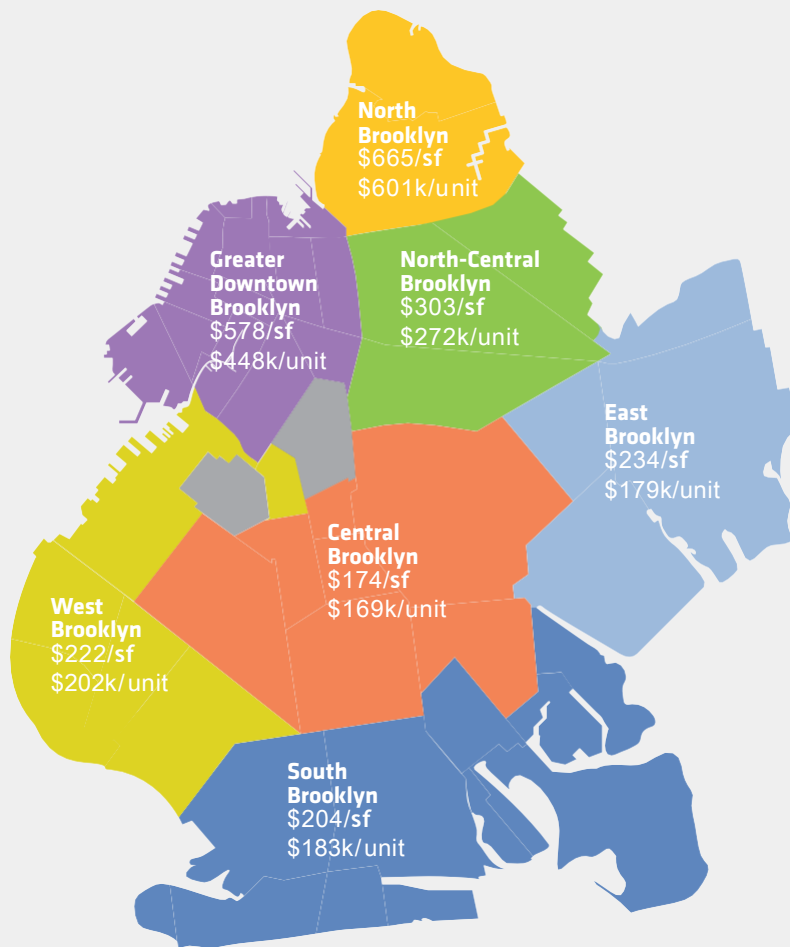 North
Brooklyn
$665/sf
$601k/unit
Greater
Downtown
Brooklyn
$578/sf
$448k/unit
North-Central
Brooklyn
$303/sf
$272k/unit
East
Brooklyn
$234/sf
$179k/unit
Central
Brooklyn
$174/sf
$169k/unit
West
Brooklyn
$222/sf
$202k/unit
South
Brooklyn
$204/sf
$183k/unit